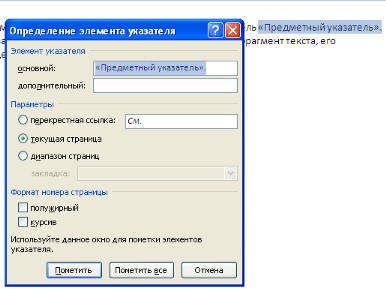 ль «Предметный указатель».
рагмент текста, его
Определение элемента указателя
Элемент указателя
основной: «Предметный указатель».
дополнительный:
Параметры
перекрестная ссылка: См.
текущая страница
диапазон страниц
закладка:
Формат номера страницы
полужирный
курсив
Используйте данное окно для пометки элементов
указателя.
Пометить Пометить все Отмена